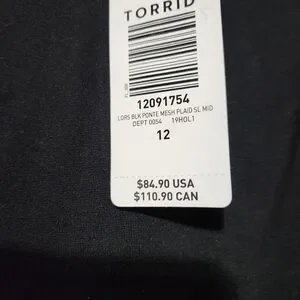 TORRID
12091754
LDRS BLK PONTE MESH PLAID SL MID
DEPT 0054 19HOL1
12
$84.90 USA
$110.90 CAN